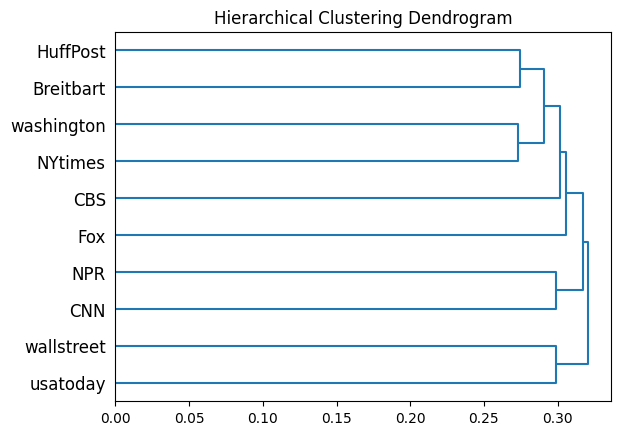 Hierarchical Clustering Dendrogram
HuffPost
Breitbart
washington
NYtimes
CBS
Fox
NPR
CNN
wallstreet
usatoday
0.00 0.05 0.10 0.15 0.20 0.25 0.30